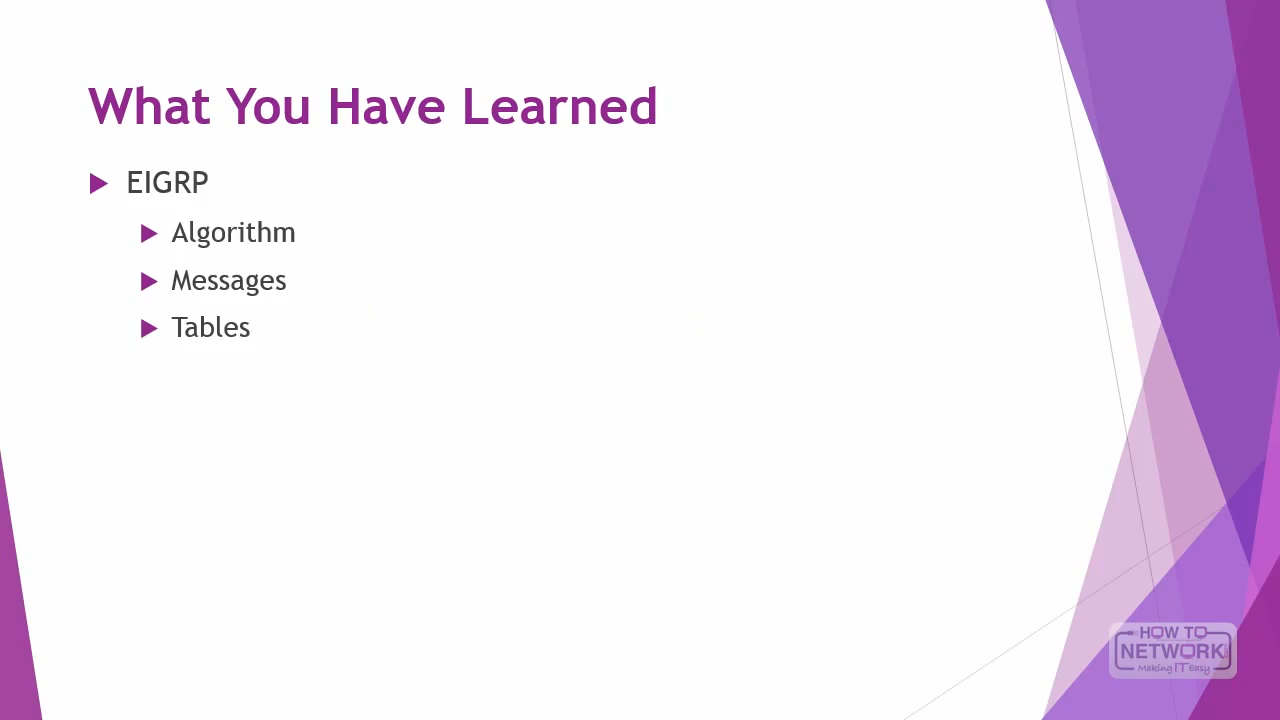 What You Have Learned
EIGRP
Algorithm
Messages
Tables
HOW TO
NETWORK
Making IT Easy